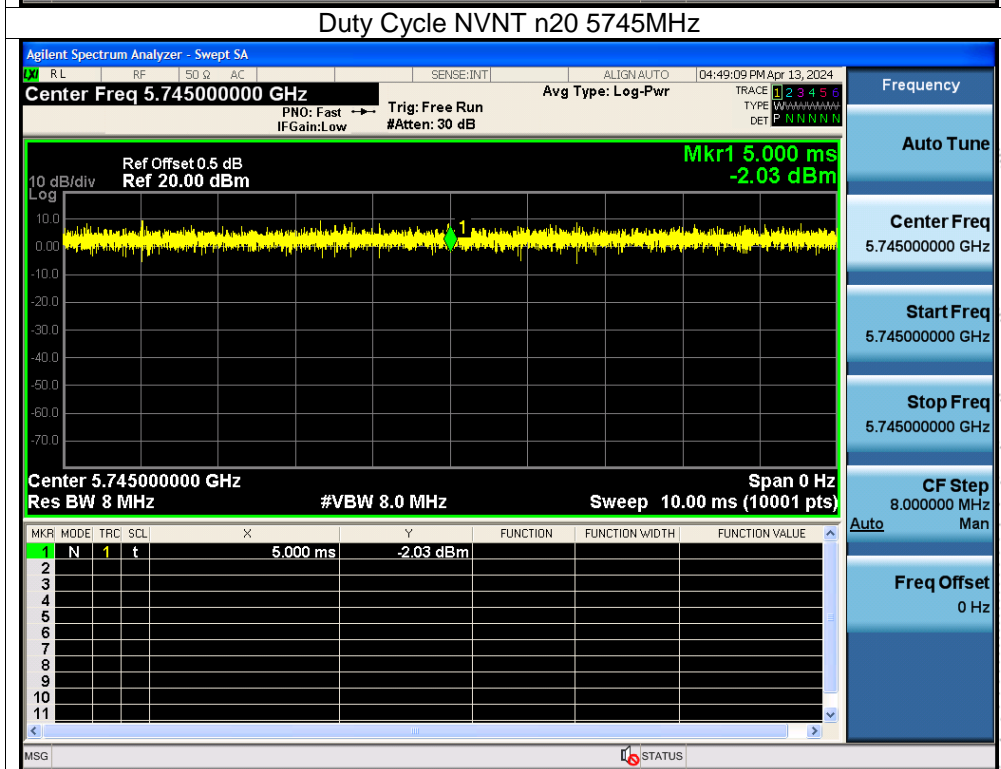 Duty Cycle NVNT n20 5745MHz
Agilent Spectrum Analyzer - Swept SA
LXI RL RF 50 Ω AC SENSE:INT ALIGN AUTO 04:49:09 PM Apr 13, 2024
Center Freq 5.745000000 GHz
PNO: Fast
IFGain:Low
Trig: Free Run
#Atten: 30 dB
Avg Type: Log-Pwr
TRACE 1 2 3 4 5 6
TYPE WWWWWW
DET P N N N N N
Ref Offset 0.5 dB
10 dB/div Ref 20.00 dBm
Log
Mkr1 5.000 ms
-2.03 dBm
10.0
0.00
-10.0
-20.0
-30.0
-40.0
-50.0
-60.0
-70.0
1
Center 5.745000000 GHz Span 0 Hz
Res BW 8 MHz #VBW 8.0 MHz Sweep 10.00 ms (10001 pts)
MKR MODE TRC SCL X Y FUNCTION FUNCTION WIDTH FUNCTION VALUE
1 N 1 t 5.000 ms -2.03 dBm
2
3
4
5
6
7
8
9
10
11
MSG STATUS
Frequency
Auto Tune
Center Freq
5.745000000 GHz
Start Freq
5.745000000 GHz
Stop Freq
5.745000000 GHz
CF Step
8.000000 MHz
Auto Man
Freq Offset
0 Hz